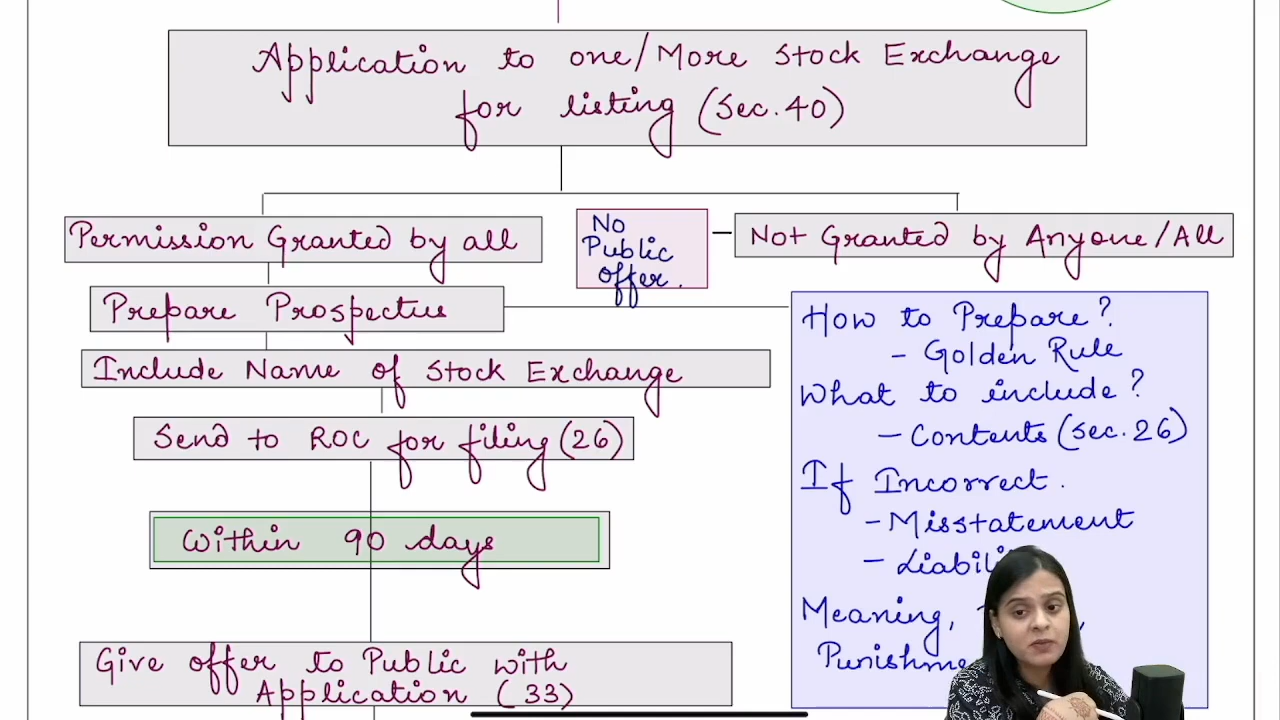 Application to one/More Stock Exchange
for listing (Sec. 40)
Permission Granted by all
No
Public
offer.
Not Granted by Anyone/All
Prepare Prospectus
Include Name of Stock Exchange
Send to ROC for filing (26)
Within 90 days
Give offer to Public with
Application (33)
How to Prepare?
- Golden Rule
What to include?
- Contents (Sec. 26)
If Incorrect.
- Misstatement
-
Meaning,